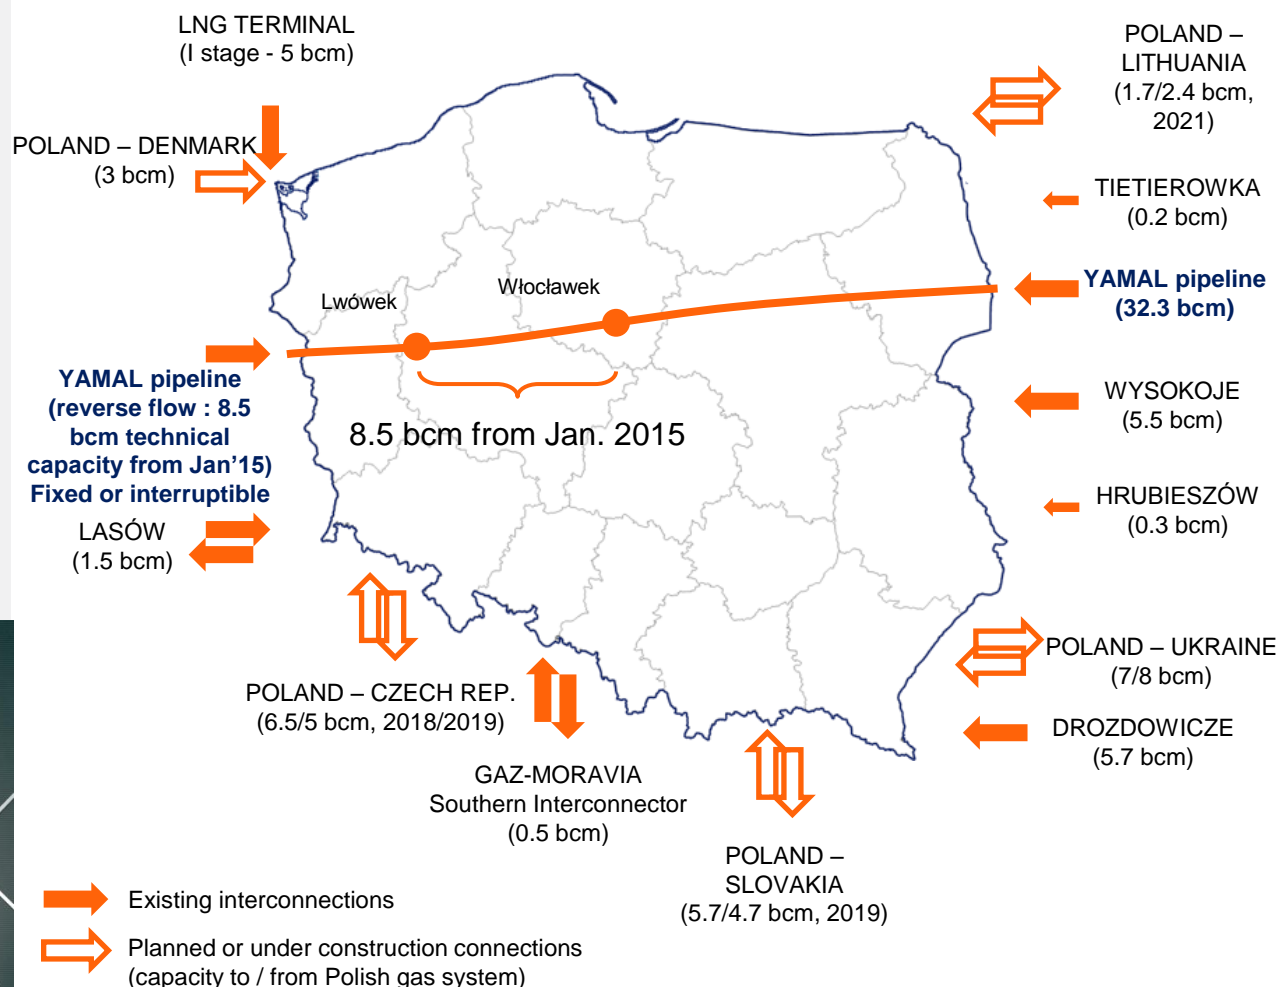 LNG TERMINAL
(I stage - 5 bcm)
POLAND –
LITHUANIA
(1.7/2.4 bcm,
2021)
POLAND – DENMARK
(3 bcm)
TIETIEROWKA
(0.2 bcm)
YAMAL pipeline
(32.3 bcm)
Lwówek
Włocławek
YAMAL pipeline
(reverse flow : 8.5
bcm technical
capacity from Jan'15)
Fixed or interruptible
8.5 bcm from Jan. 2015
WYSOKOJE
(5.5 bcm)
HRUBIESZÓW
(0.3 bcm)
LASÓW
(1.5 bcm)
POLAND – UKRAINE
(7/8 bcm)
POLAND – CZECH REP.
(6.5/5 bcm, 2018/2019)
DROZDOWICZE
(5.7 bcm)
GAZ-MORAVIA
Southern Interconnector
(0.5 bcm)
POLAND –
SLOVAKIA
(5.7/4.7 bcm, 2019)
Existing interconnections
Planned or under construction connections
(capacity to / from Polish gas system)